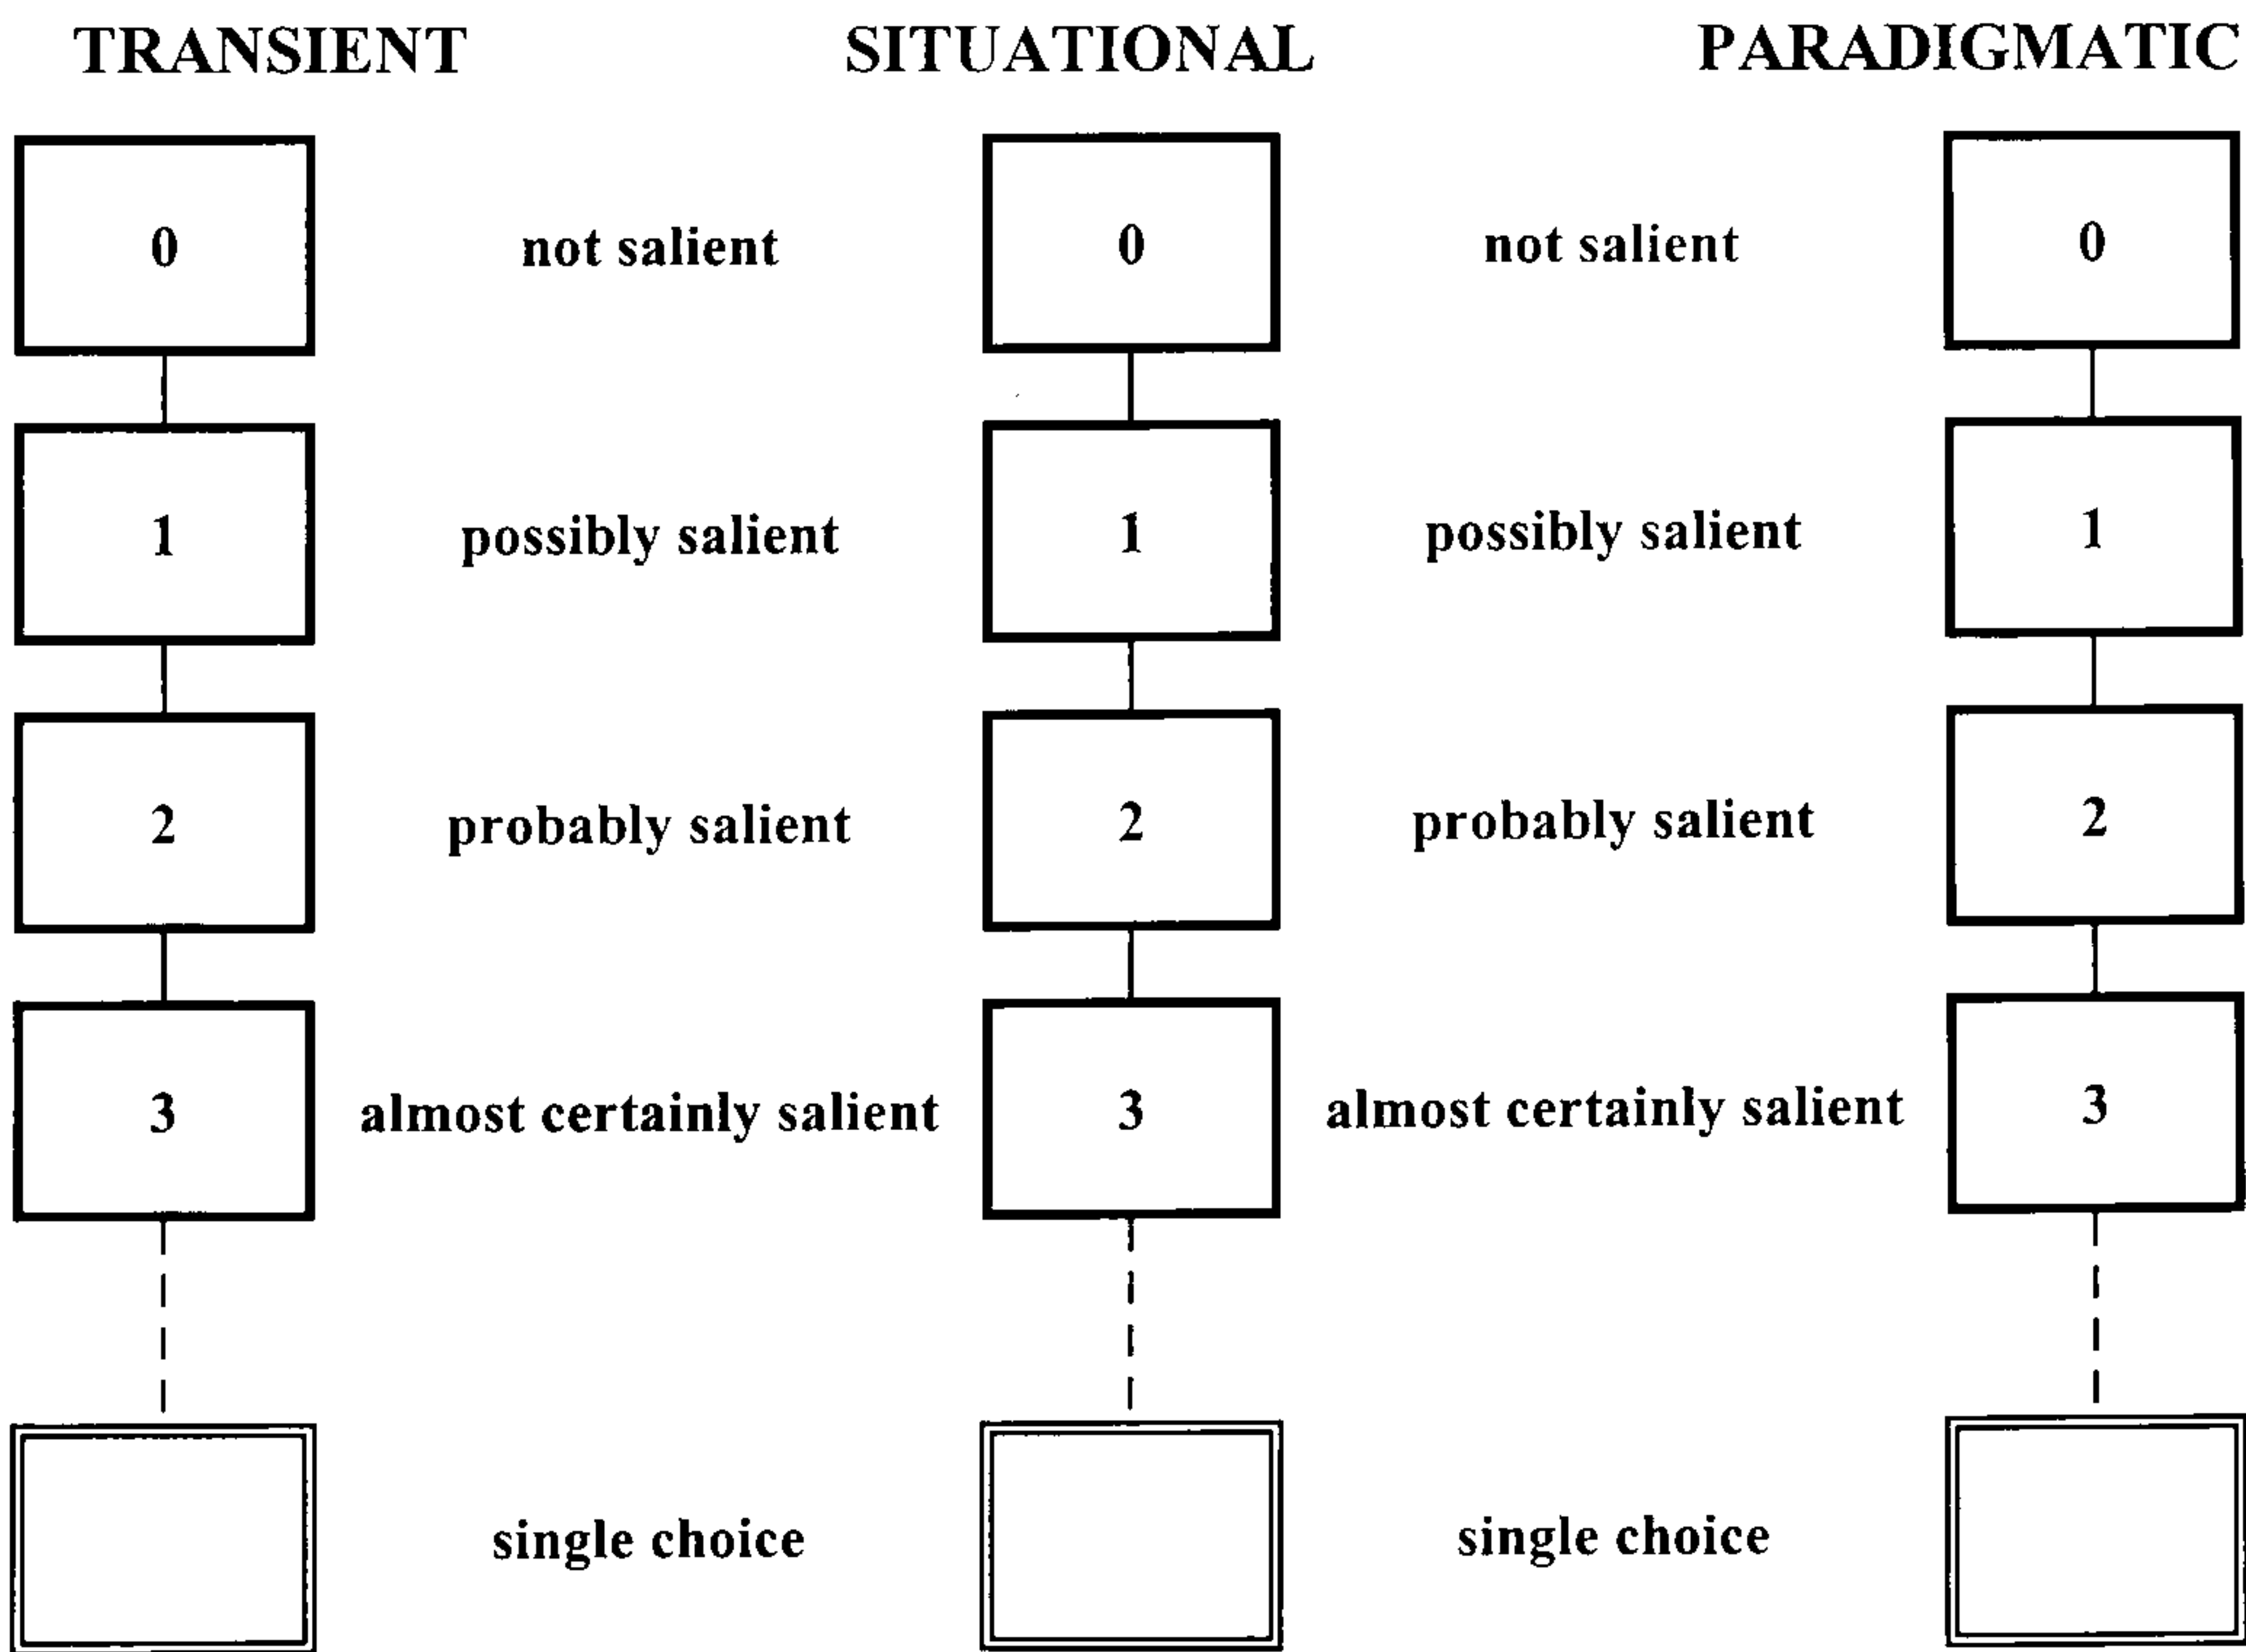 TRANSIENT SITUATIONAL PARADIGMATIC
0 not salient 0 not salient 0
1 possibly salient 1 possibly salient 1
2 probably salient 2 probably salient 2
3 almost certainly salient 3 almost certainly salient 3
single choice single choice